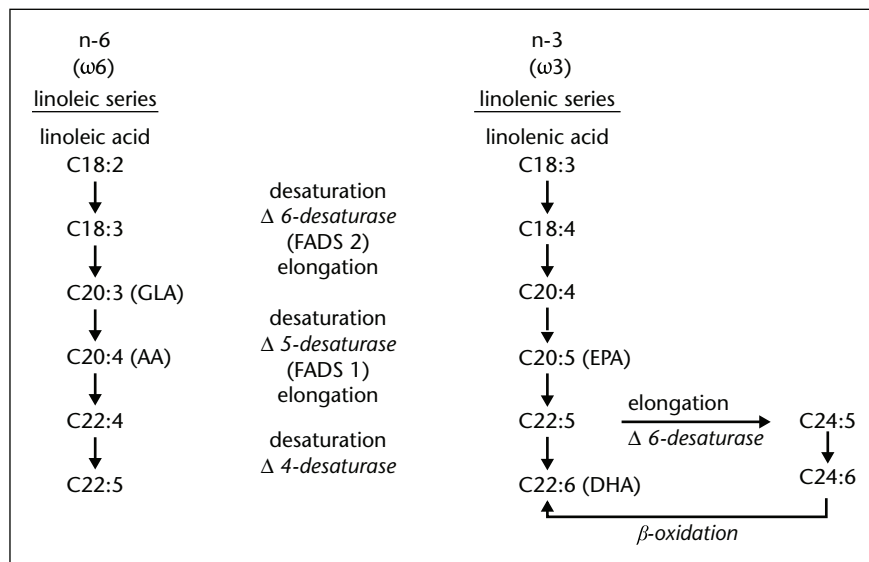 n-6
(ω6)
linoleic series
linoleic acid
C18:2
C18:3
C20:3 (GLA)
C20:4 (AA)
C22:4
C22:5
desaturation
Δ 6-desaturase
(FADS 2)
elongation
desaturation
Δ 5-desaturase
(FADS 1)
elongation
desaturation
Δ 4-desaturase
n-3
(ω3)
linolenic series
linolenic acid
C18:3
C18:4
C20:4
C20:5 (EPA)
C22:5
C22:6 (DHA)
elongation
Δ 6-desaturase
C24:5
C24:6
β-oxidation